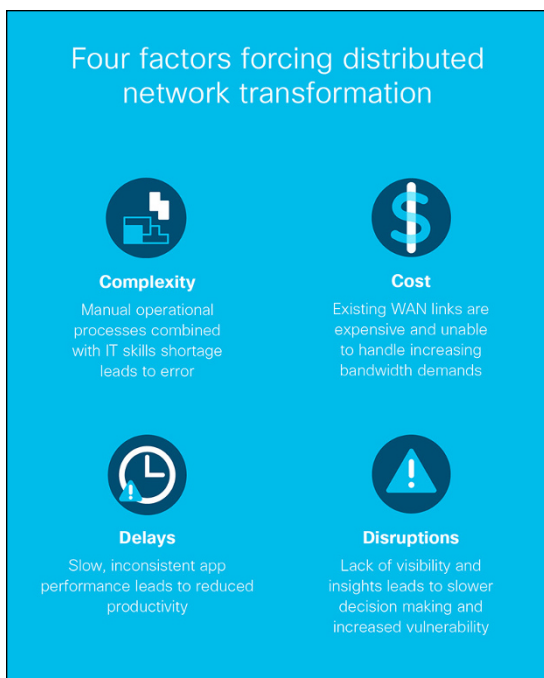 Four factors forcing distributed
network transformation
Complexity
Manual operational
processes combined
with IT skills shortage
leads to error
Cost
Existing WAN links are
expensive and unable
to handle increasing
bandwidth demands
Delays
Slow, inconsistent app
performance leads to reduced
productivity
Disruptions
Lack of visibility and
insights leads to slower
decision making and
increased vulnerability